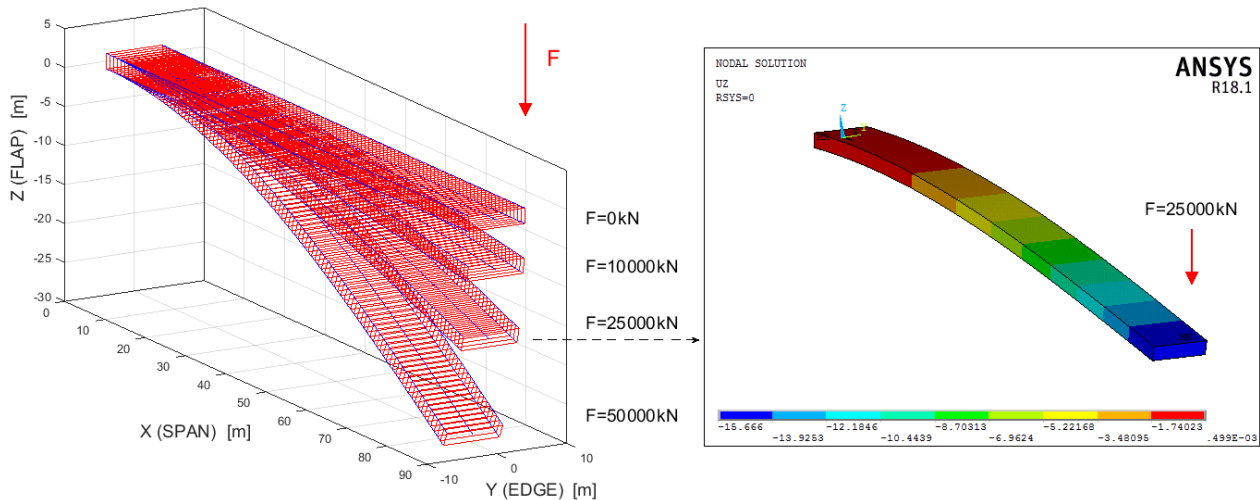 5
0
-5
-10
-15
-20
-25
-30
Z (FLAP) [m]
0
10
20
30
40
50
60
70
80
90
X (SPAN) [m]
-10
0
10
Y (EDGE) [m]
F
F=0kN
F=10000kN
F=25000kN
F=50000kN
NODAL SOLUTION
UZ
RSYS=0
ANSYS
R18.1
Z
F=25000kN
-15.666 -12.1846 -8.70313 -5.22168 -1.74023
-13.9253 -10.4439 -6.9624 -3.48095 .499E-03